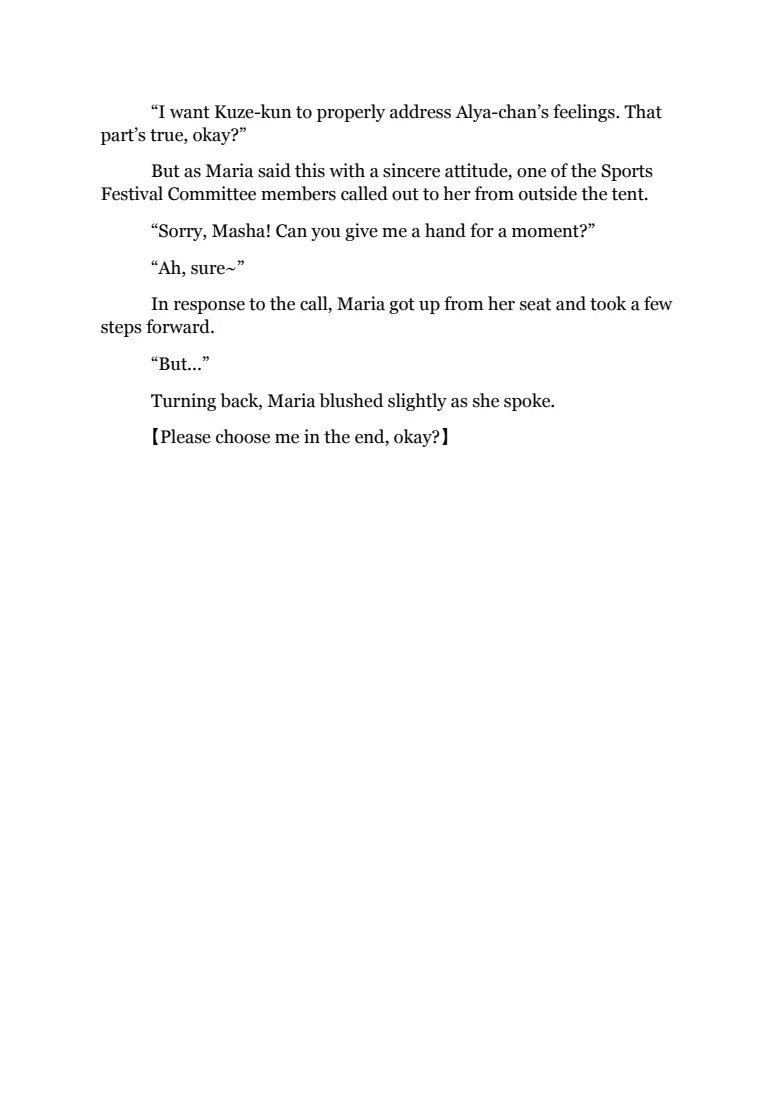 “I want Kuze-kun to properly address Alya-chan’s feelings. That
part’s true, okay?”
But as Maria said this with a sincere attitude, one of the Sports
Festival Committee members called out to her from outside the tent.
“Sorry, Masha! Can you give me a hand for a moment?”
“Ah, sure~”
In response to the call, Maria got up from her seat and took a few
steps forward.
“But…”
Turning back, Maria blushed slightly as she spoke.
【Please choose me in the end, okay?】